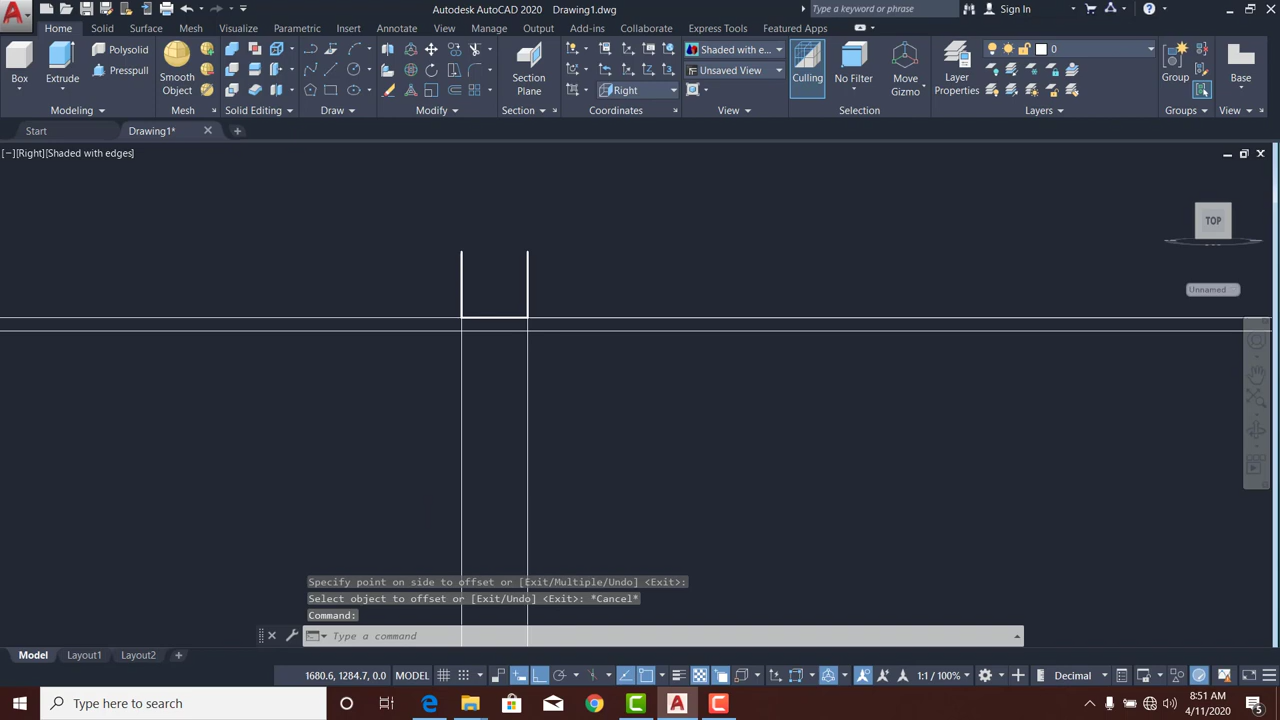 Autodesk AutoCAD 2020 Drawing1.dwg
Type a keyword or phrase
Sign In
Home Solid Surface Mesh Visualize Parametric Insert Annotate View Manage Output Add-ins Collaborate Express Tools Featured Apps
Box
Extrude
Polysolid
Presspull
Smooth
Object
Section
Plane
Right
Shaded with e...
Unsaved View
Culling
No Filter
Move
Gizmo
Layer
Properties
0
Group
Base
Modeling
Mesh
Solid Editing
Draw
Modify
Section
Coordinates
View
Selection
Layers
Groups
View
Start
Drawing1*
[−][Right][Shaded with edges]
TOP
Unnamed
Specify point on side to offset or [Exit/Multiple/Undo] <Exit>:
Select object to offset or [Exit/Undo] <Exit>: *Cancel*
Command:
Type a command
Model Layout1 Layout2
1680.6, 1284.7, 0.0 MODEL
1:1 / 100%
Decimal
Type here to search
8:51 AM
4/11/2020